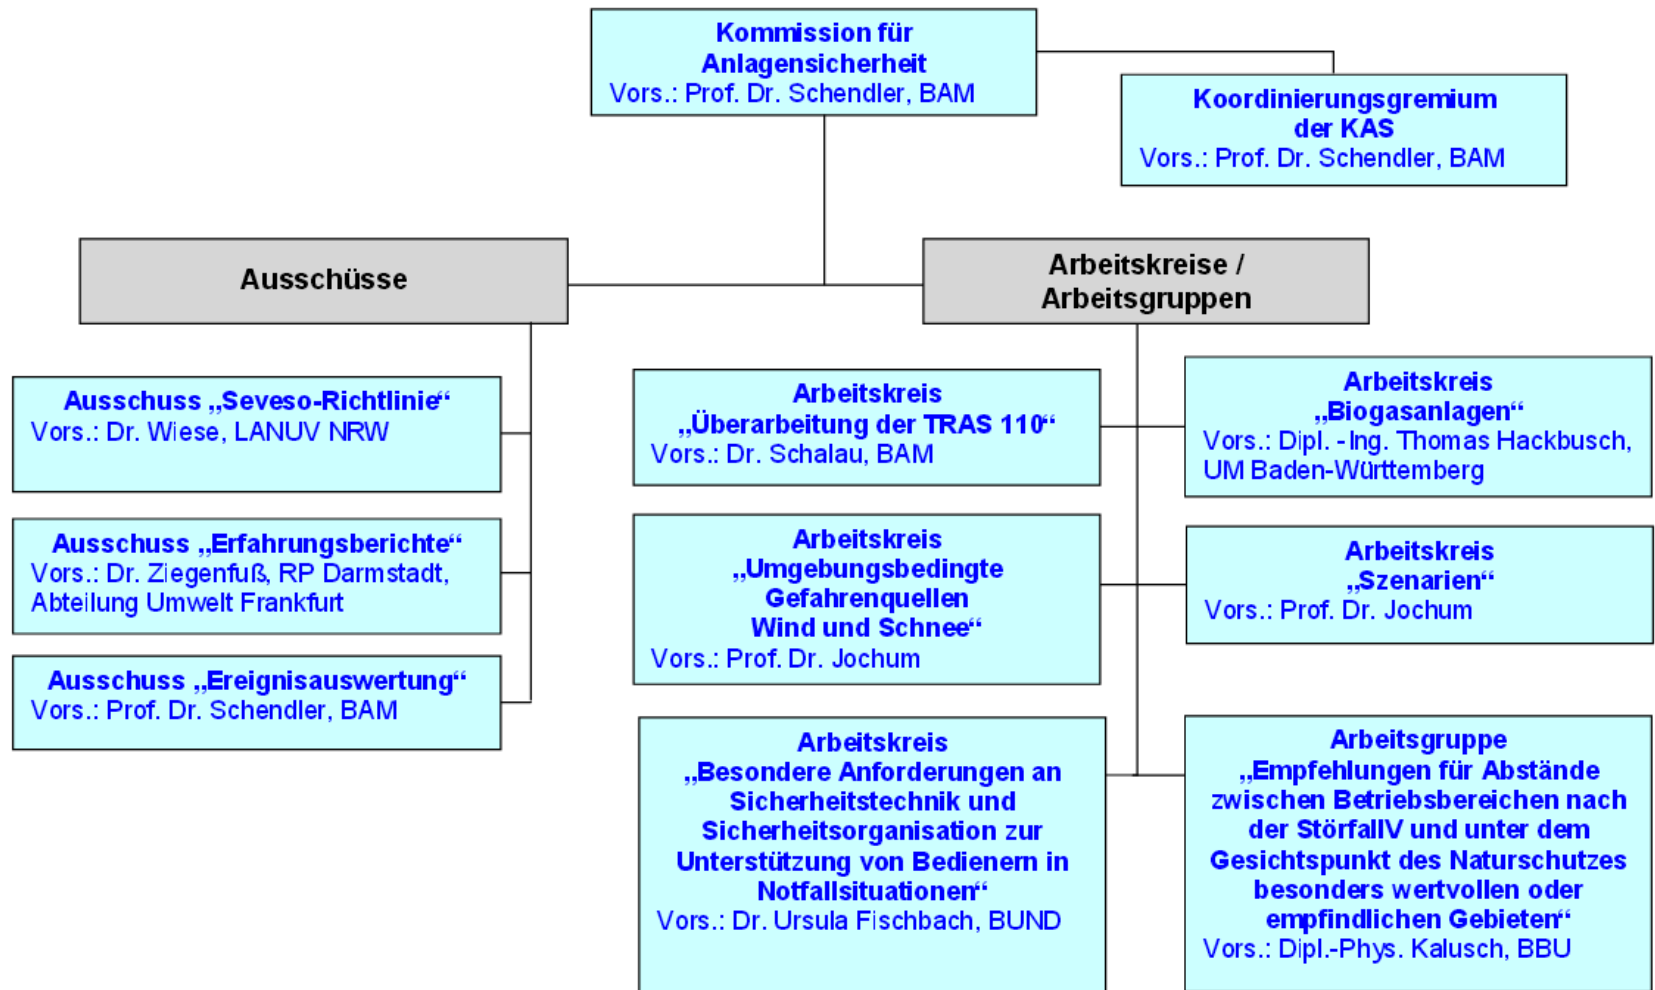 Kommission für
Anlagensicherheit
Vors.: Prof. Dr. Schendler, BAM
Koordinierungsgremium
der KAS
Vors.: Prof. Dr. Schendler, BAM
Ausschüsse
Arbeitskreise /
Arbeitsgruppen
Ausschuss „Seveso-Richtlinie“
Vors.: Dr. Wiese, LANUV NRW
Ausschuss „Erfahrungsberichte“
Vors.: Dr. Ziegenfuß, RP Darmstadt,
Abteilung Umwelt Frankfurt
Ausschuss „Ereignisauswertung“
Vors.: Prof. Dr. Schendler, BAM
Arbeitskreis
„Überarbeitung der TRAS 110“
Vors.: Dr. Schalau, BAM
Arbeitskreis
„Biogasanlagen“
Vors.: Dipl. -Ing. Thomas Hackbusch,
UM Baden-Württemberg
Arbeitskreis
„Umgebungsbedingte
Gefahrenquellen
Wind und Schnee“
Vors.: Prof. Dr. Jochum
Arbeitskreis
„Szenarien“
Vors.: Prof. Dr. Jochum
Arbeitskreis
„Besondere Anforderungen an
Sicherheitstechnik und
Sicherheitsorganisation zur
Unterstützung von Bedienern in
Notfallsituationen“
Vors.: Dr. Ursula Fischbach, BUND
Arbeitsgruppe
„Empfehlungen für Abstände
zwischen Betriebsbereichen nach
der StörfallV und unter dem
Gesichtspunkt des Naturschutzes
besonders wertvollen oder
empfindlichen Gebieten“
Vors.: Dipl.-Phys. Kalusch, BBU